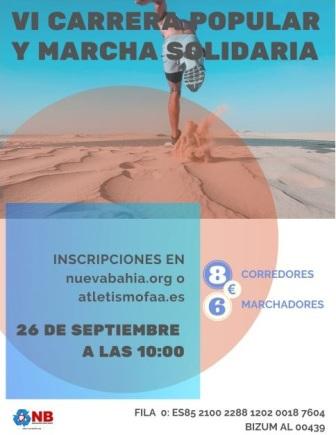 VI CARRERA POPULAR
Y MARCHA SOLIDARIA
INSCRIPCIONES EN
nuevabahia.org o
atletismofaa.es
8 CORREDORES
€
6 MARCHADORES
26 DE SEPTIEMBRE
A LAS 10:00
NB
FILA 0: ES85 2100 2288 1202 0018 7604
BIZUM AL 00439